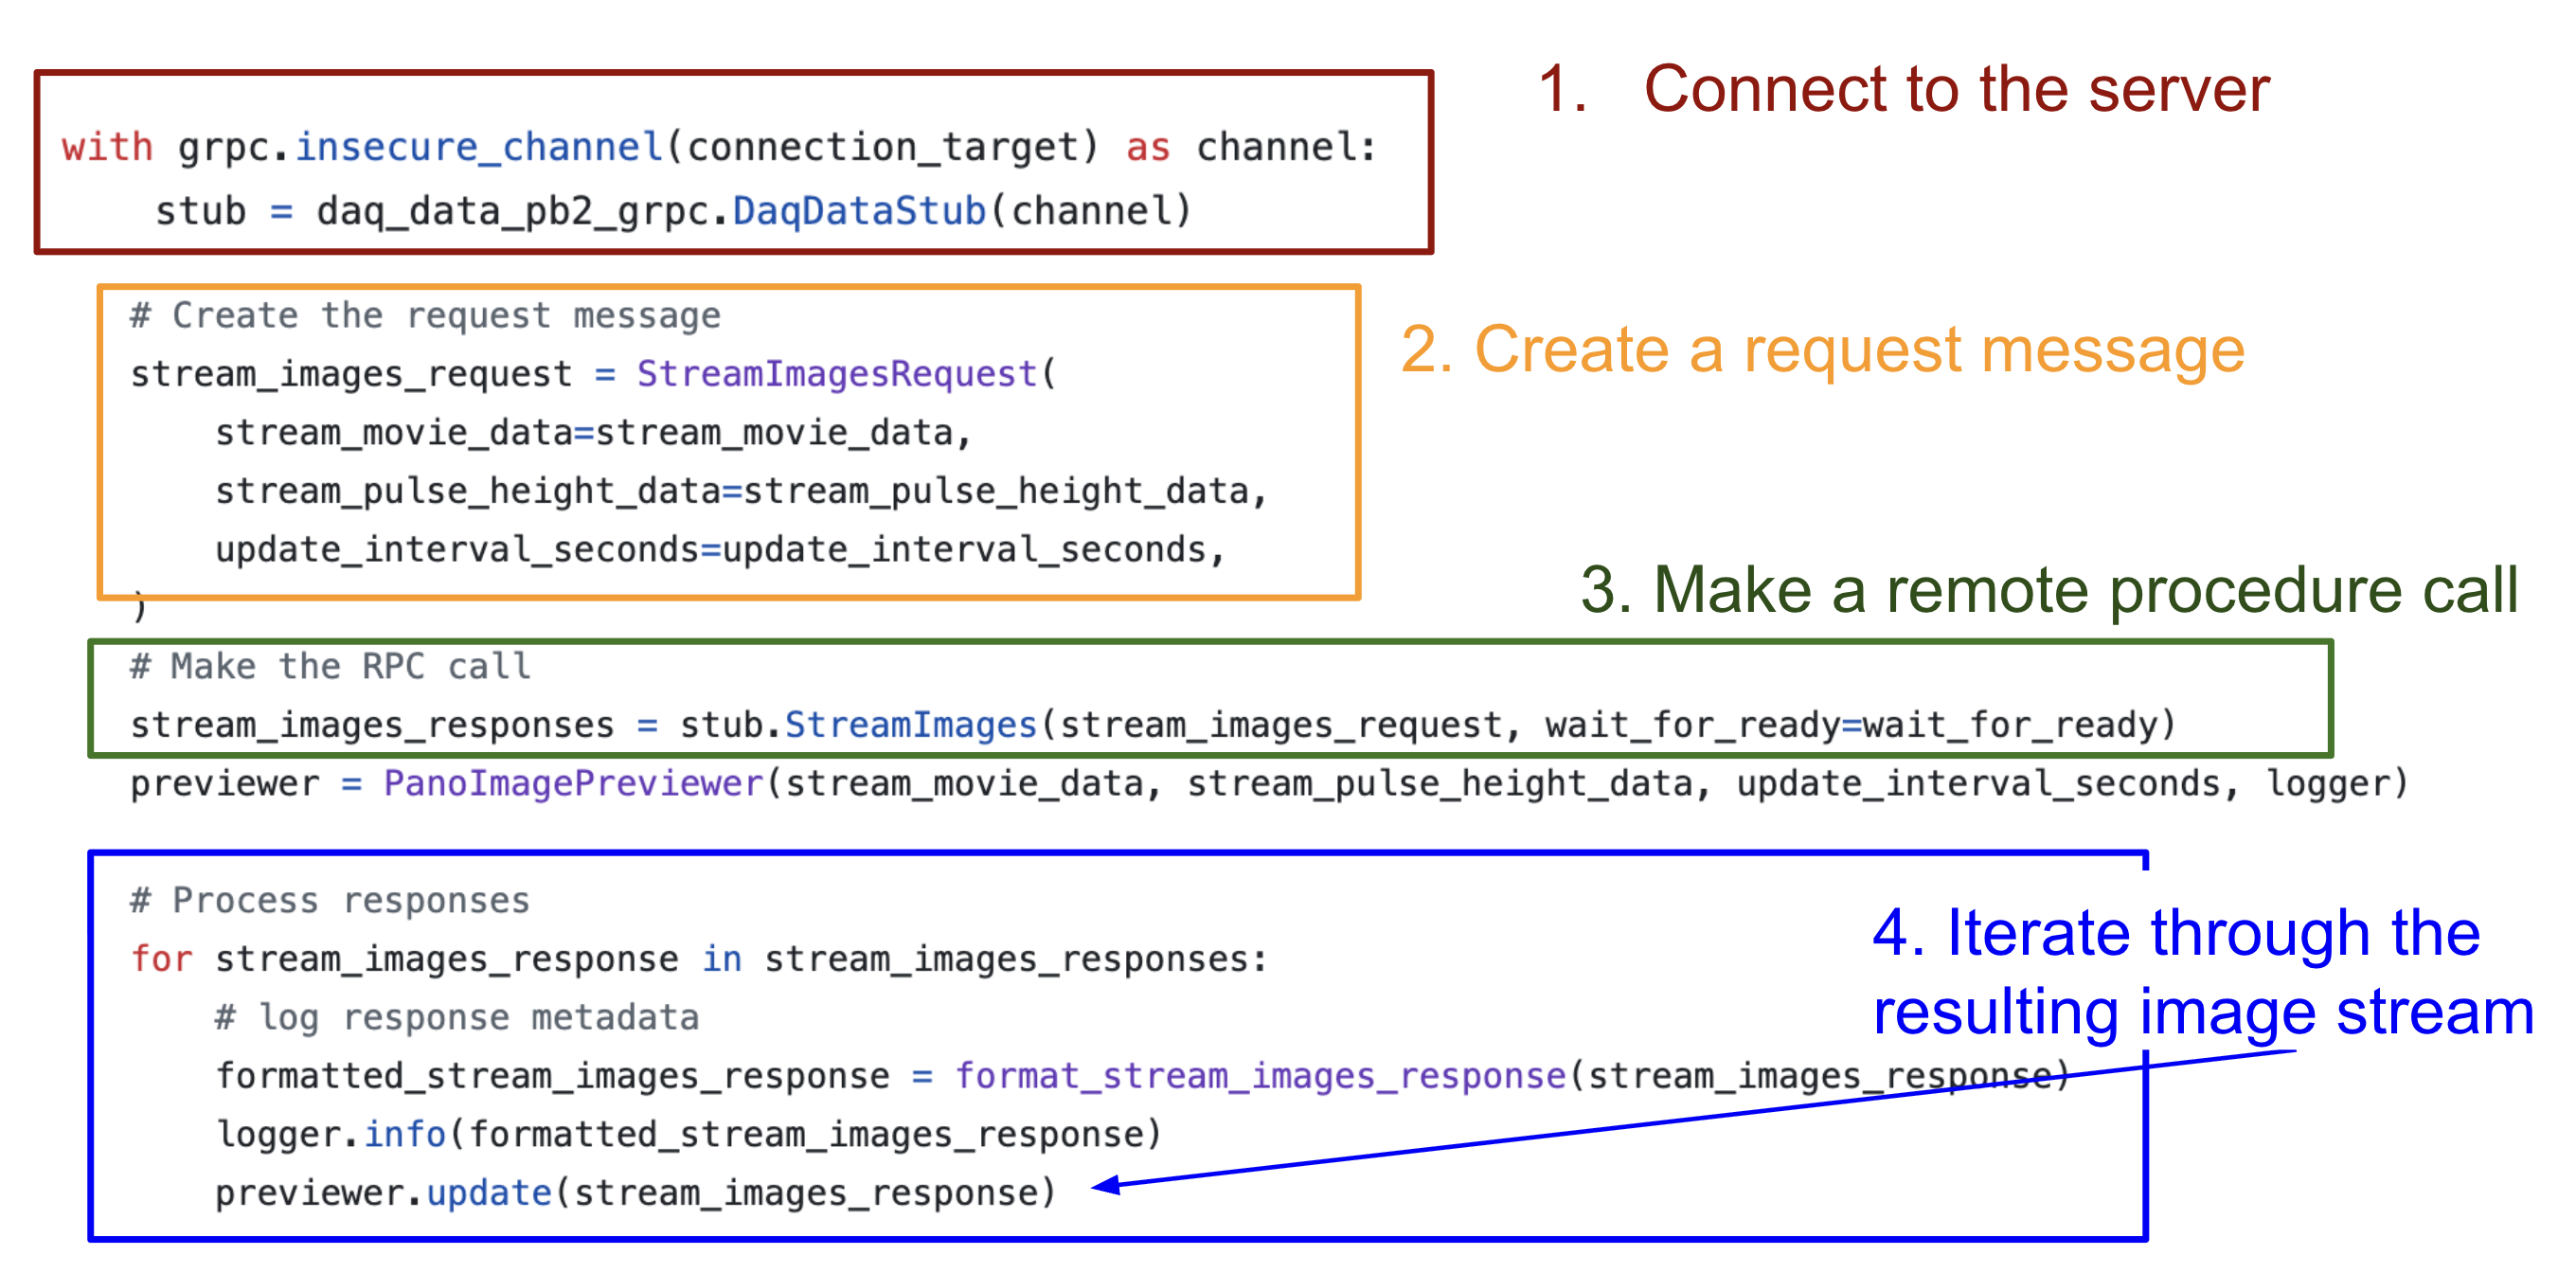 1. Connect to the server
with grpc.insecure_channel(connection_target) as channel:
    stub = daq_data_pb2_grpc.DaqDataStub(channel)
2. Create a request message
# Create the request message
stream_images_request = StreamImagesRequest(
    stream_movie_data=stream_movie_data,
    stream_pulse_height_data=stream_pulse_height_data,
    update_interval_seconds=update_interval_seconds,
)
3. Make a remote procedure call
# Make the RPC call
stream_images_responses = stub.StreamImages(stream_images_request, wait_for_ready=wait_for_ready)
previewer = PanoImagePreviewer(stream_movie_data, stream_pulse_height_data, update_interval_seconds, logger)
4. Iterate through the
resulting image stream
# Process responses
for stream_images_response in stream_images_responses:
    # log response metadata
    formatted_stream_images_response = format_stream_images_response(stream_images_response)
    logger.info(formatted_stream_images_response)
    previewer.update(stream_images_response)